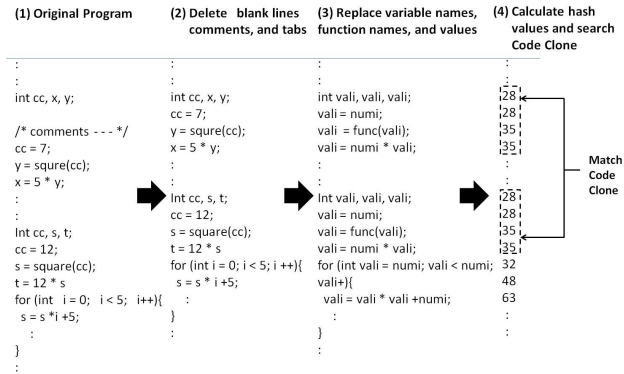 (1) Original Program
:
:
int cc, x, y;
/* comments - - - */
cc = 7;
y = squre(cc);
x = 5 * y;
:
:
Int cc, s, t;
cc = 12;
s = square(cc);
t = 12 * s
for (int i = 0; i < 5; i++){
s = s *i +5;
:
}
:
(2) Delete blank lines
comments, and tabs
:
:
int cc, x, y;
cc = 7;
y = squre(cc);
x = 5 * y;
:
:
Int cc, s, t;
cc = 12;
s = square(cc);
t = 12 * s
for (int i = 0; i < 5; i ++){
s = s * i +5;
:
}
:
(3) Replace variable names,
function names, and values
:
:
int vali, vali, vali;
vali = numi;
vali = func(vali);
vali = numi * vali;
:
:
Int vali, vali, vali;
vali = numi;
vali = func(vali);
vali = numi * vali;
for (int vali = numi; vali < numi;
vali+){
vali = vali * vali +numi;
:
}
:
(4) Calculate hash
values and search
Code Clone
:
:
28
28
35
35
:
:
28
28
35
35
32
48
63
:
:
Match
Code
Clone